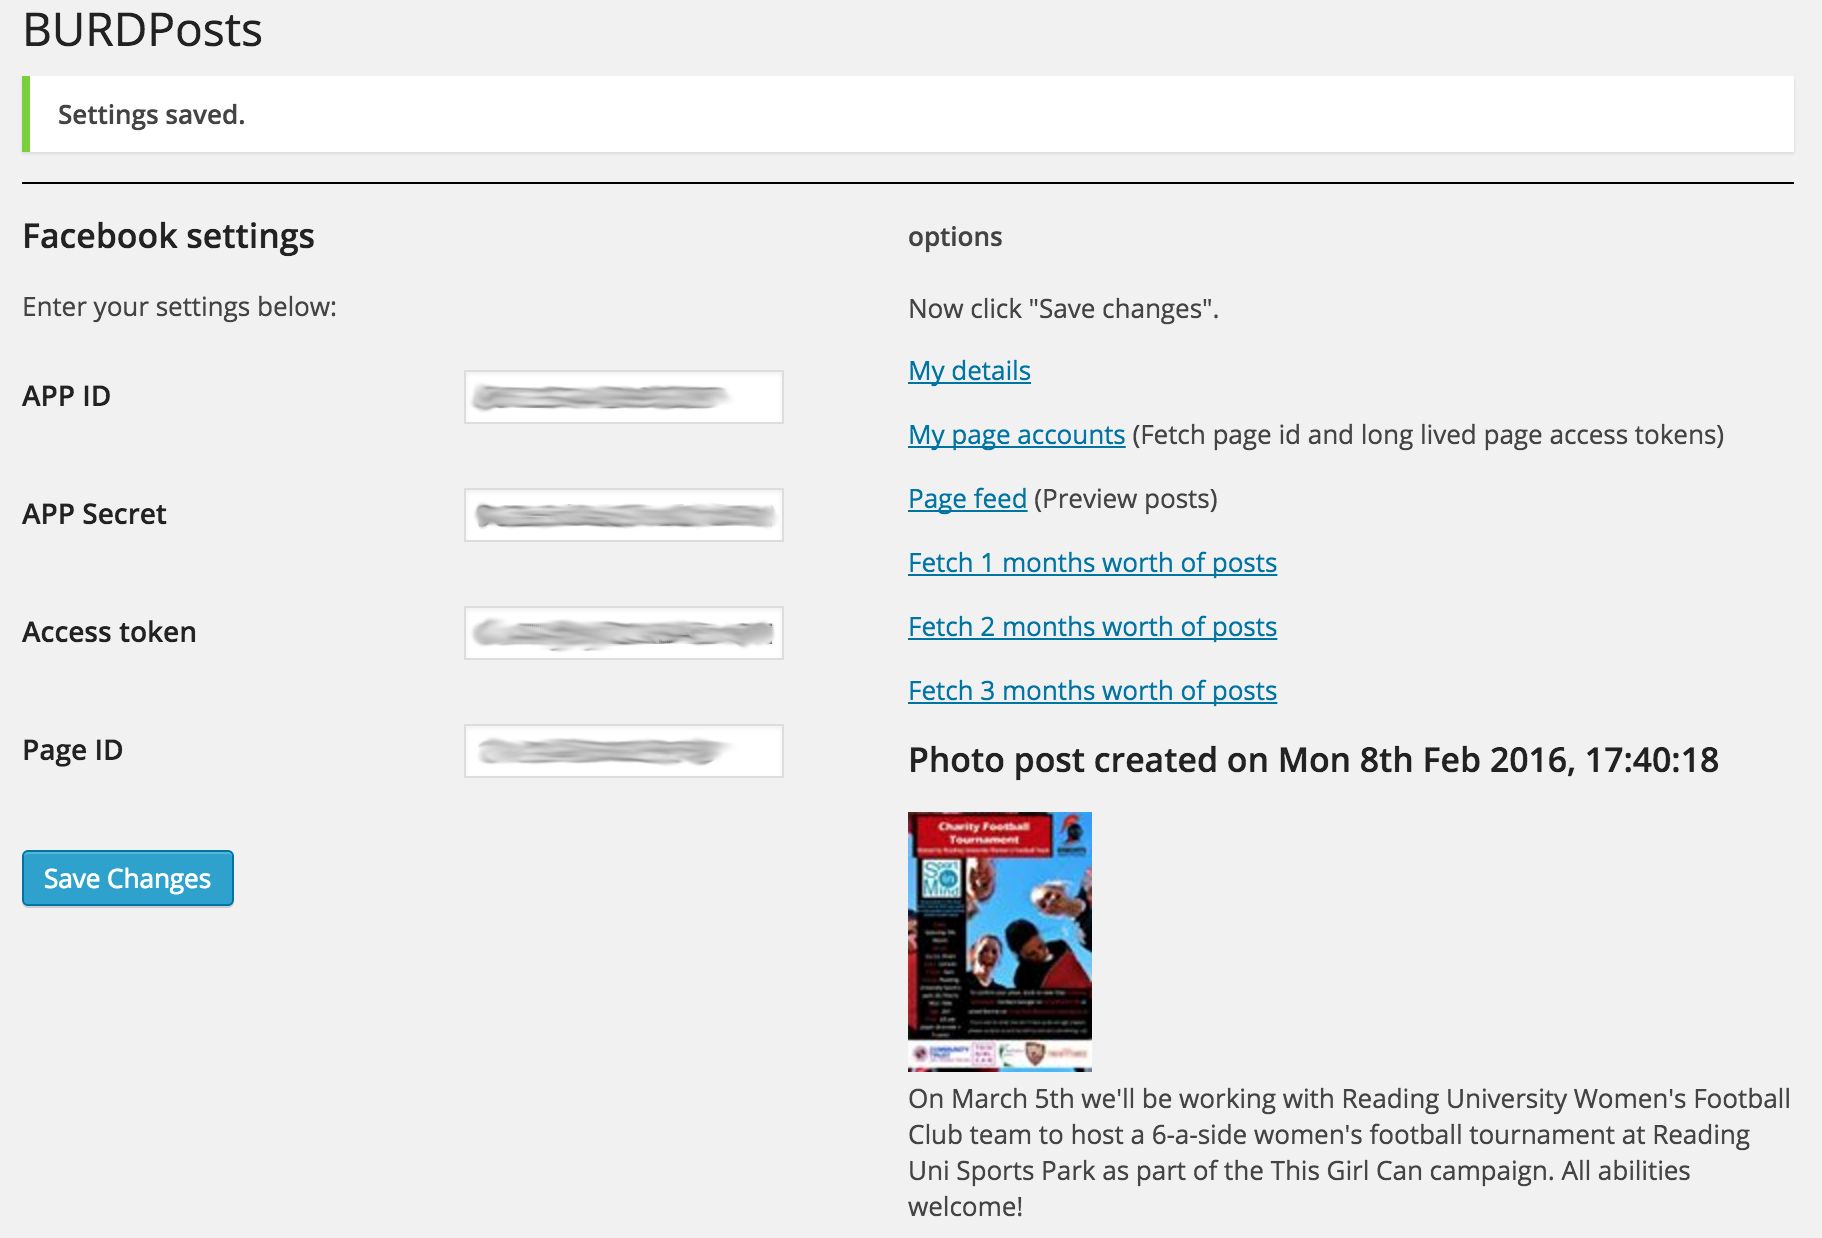 BURDPosts
Settings saved.
Facebook settings
Enter your settings below:
APP ID
APP Secret
Access token
Page ID
Save Changes
options
Now click "Save changes".
My details
My page accounts (Fetch page id and long lived page access tokens)
Page feed (Preview posts)
Fetch 1 months worth of posts
Fetch 2 months worth of posts
Fetch 3 months worth of posts
Photo post created on Mon 8th Feb 2016, 17:40:18
Charity Football
Tournament
Sport
in
Mind
On March 5th we'll be working with Reading University Women's Football
Club team to host a 6-a-side women's football tournament at Reading
Uni Sports Park as part of the This Girl Can campaign. All abilities
welcome!